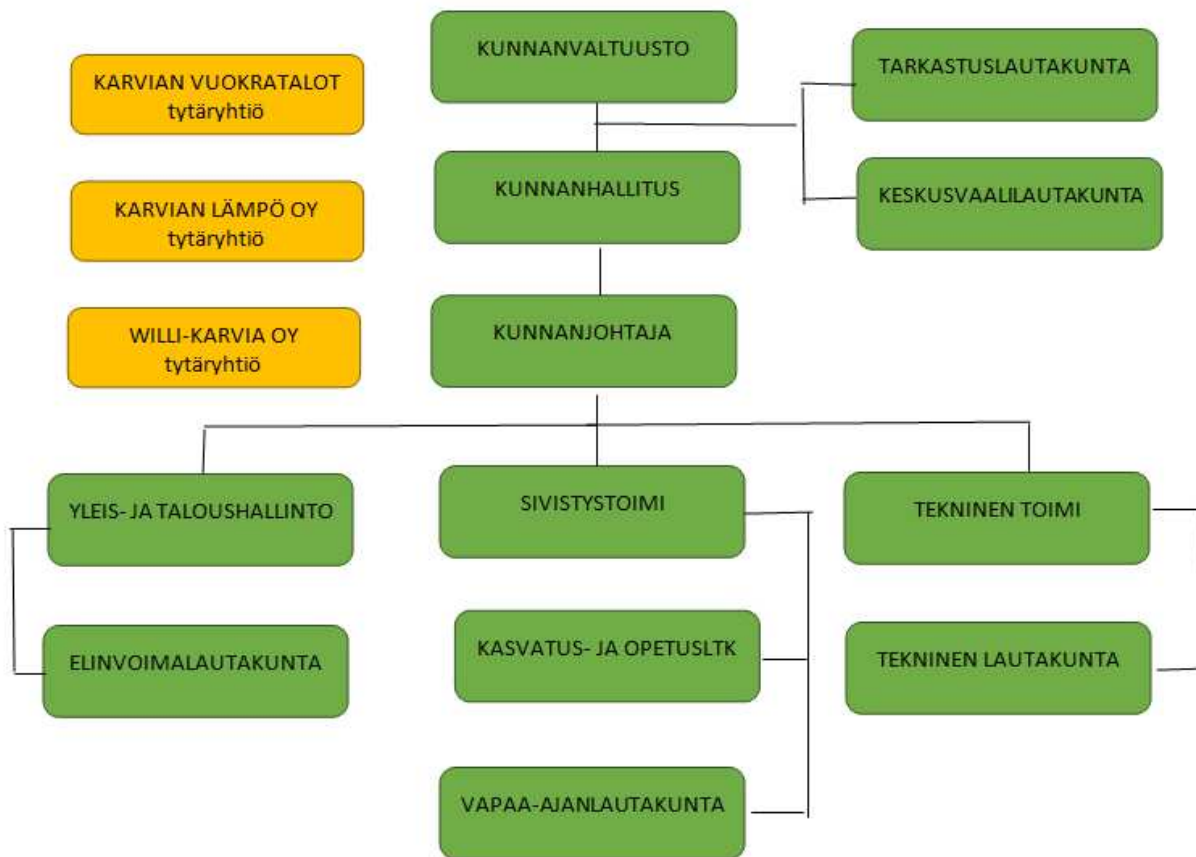 KUNNANVALTUUSTO
TARKASTUSLAUTAKUNTA
KARVIAN VUOKRATALOT
tytäryhtiö
KUNNANHALLITUS
KESKUSVAALILAUTAKUNTA
KARVIAN LÄMPÖ OY
tytäryhtiö
KUNNANJOHTAJA
WILLI-KARVIA OY
tytäryhtiö
YLEIS- JA TALOUSHALLINTO
SIVISTYSTOIMI
TEKNINEN TOIMI
ELINVOIMALAUTAKUNTA
KASVATUS- JA OPETUSLTK
TEKNINEN LAUTAKUNTA
VAPAA-AJANLAUTAKUNTA